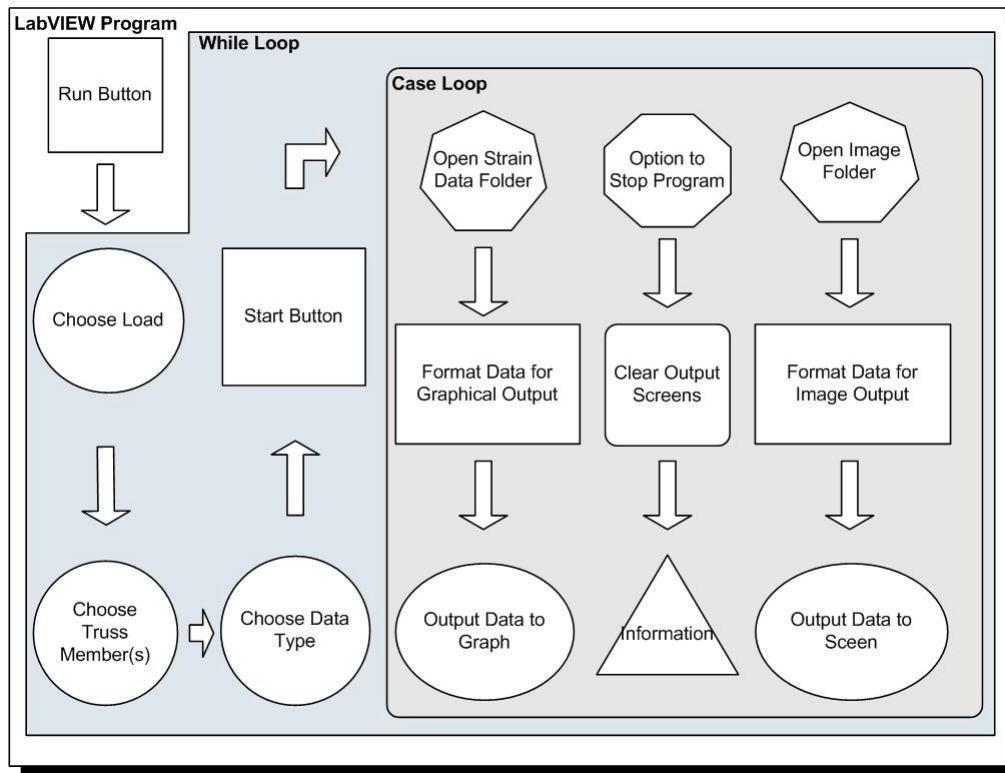 LabVIEW Program
Run Button
While Loop
Choose Load
Choose
Truss
Member(s)
Choose Data
Type
Start Button
Case Loop
Open Strain
Data Folder
Format Data for
Graphical Output
Output Data to
Graph
Option to
Stop Program
Clear Output
Screens
Information
Open Image
Folder
Format Data for
Image Output
Output Data to
Sceen